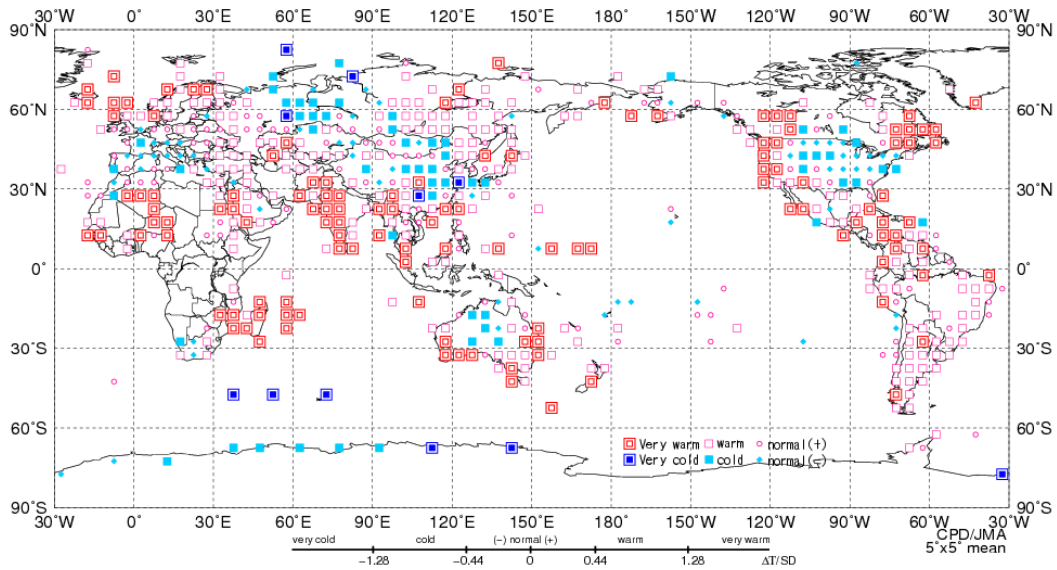 30°W 0° 30°E 60°E 90°E 120°E 150°E 180° 150°W 120°W 90°W 60°W 30°W
90°N 90°N
60°N 60°N
30°N 30°N
0° 0°
30°S 30°S
60°S 60°S
Very warm warm normal(+)
Very cold cold normal(−)
90°S 90°S
30°W 0° 30°E 60°E 90°E 120°E 150°E 180° 150°W 120°W 90°W 60°W 30°W
CPD/JMA
5°x5° mean
very cold cold (−) normal (+) warm very warm
−1.28 −0.44 0 0.44 1.28 ΔT/SD